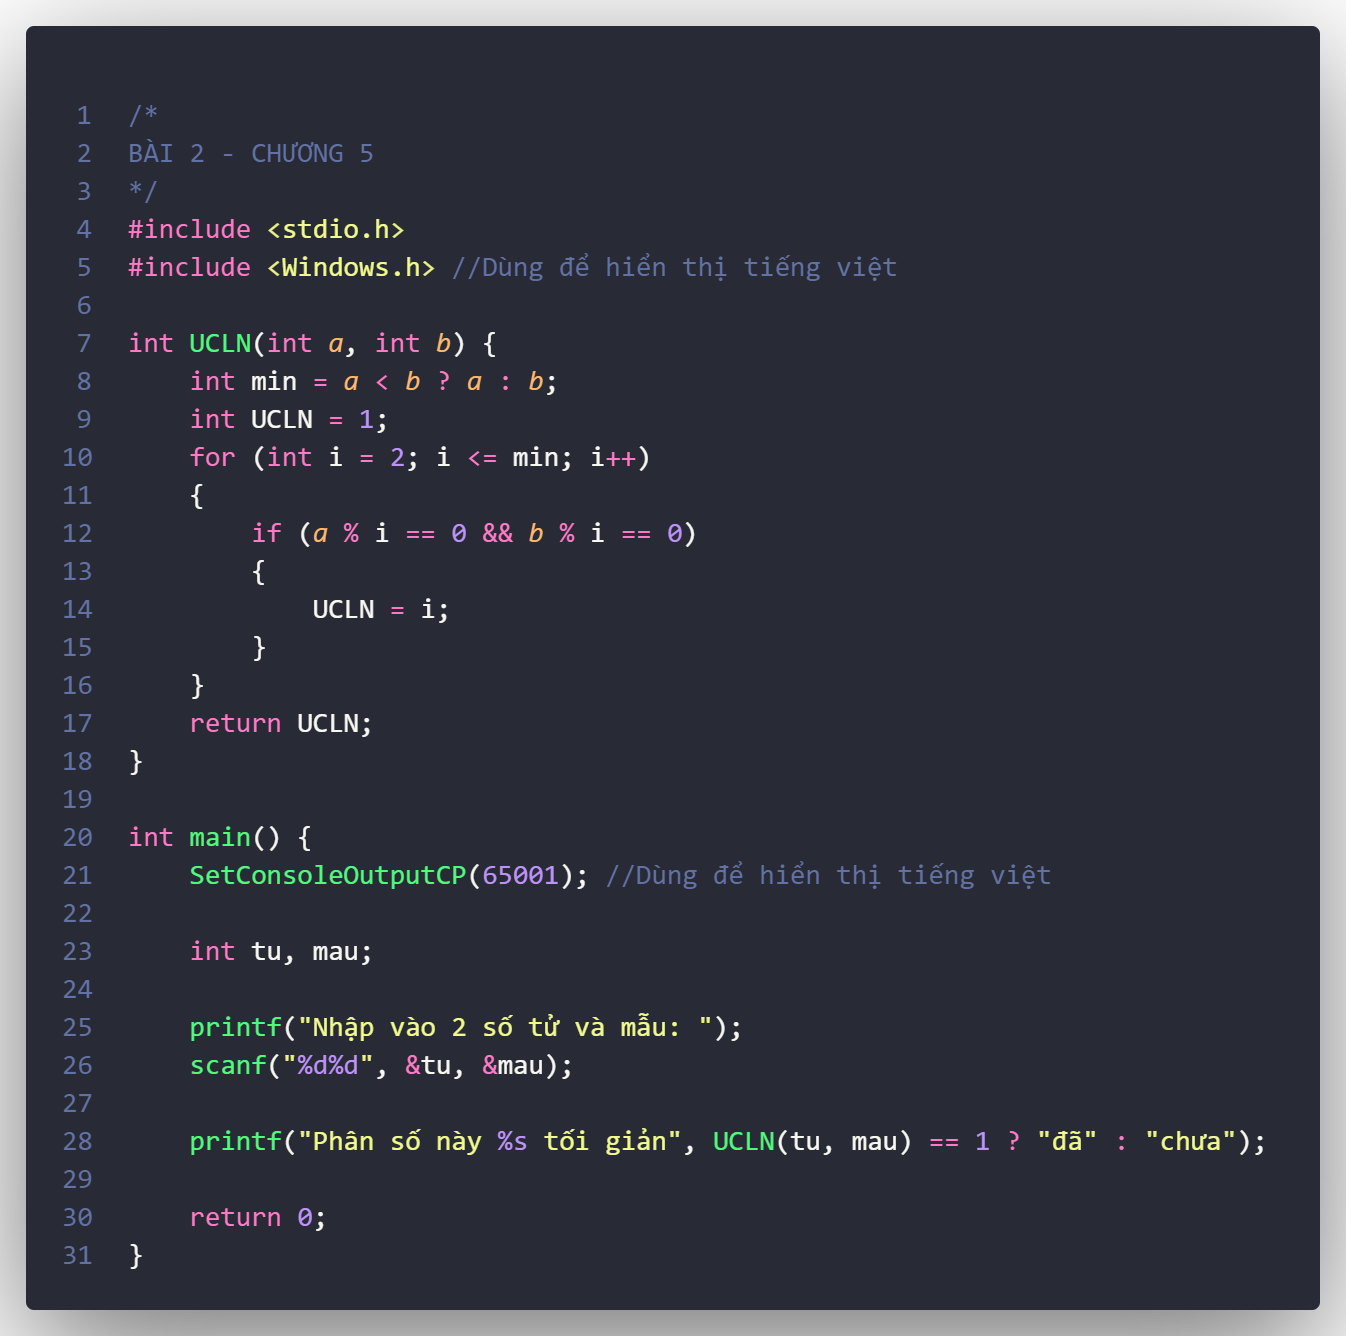 1 /*
2 BÀI 2 - CHƯƠNG 5
3 */
4 #include <stdio.h>
5 #include <Windows.h> //Dùng để hiển thị tiếng việt
6
7 int UCLN(int a, int b) {
8     int min = a < b ? a : b;
9     int UCLN = 1;
10     for (int i = 2; i <= min; i++)
11     {
12         if (a % i == 0 && b % i == 0)
13         {
14             UCLN = i;
15         }
16     }
17     return UCLN;
18 }
19
20 int main() {
21     SetConsoleOutputCP(65001); //Dùng để hiển thị tiếng việt
22
23     int tu, mau;
24
25     printf("Nhập vào 2 số tử và mẫu: ");
26     scanf("%d%d", &tu, &mau);
27
28     printf("Phân số này %s tối giản", UCLN(tu, mau) == 1 ? "đã" : "chưa");
29
30     return 0;
31 }